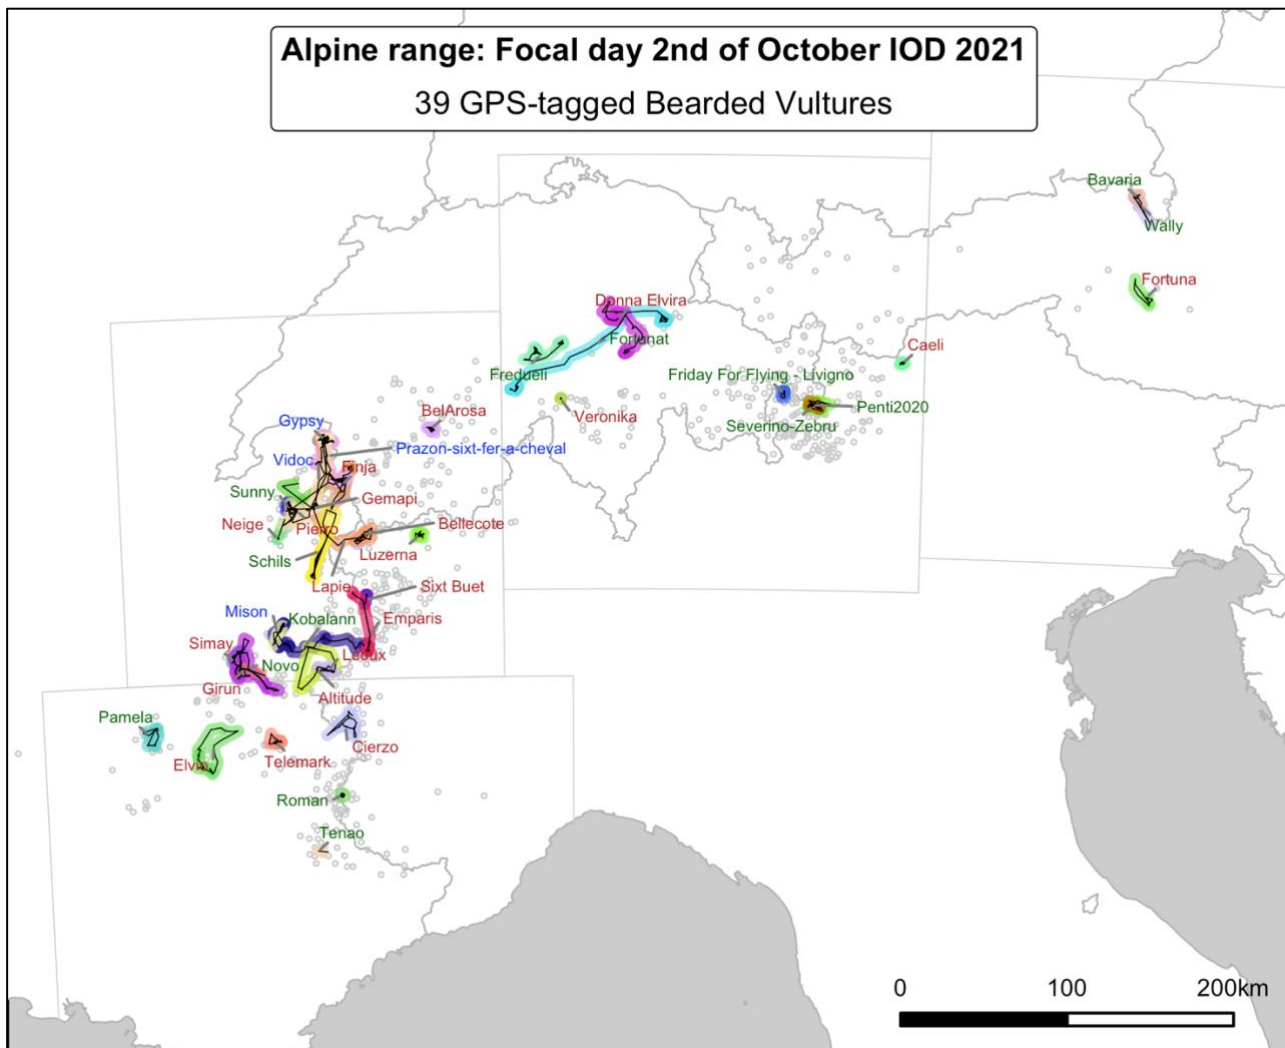 Alpine range: Focal day 2nd of October IOD 2021
39 GPS-tagged Bearded Vultures
Bavaria
Wally
Fortuna
Donna Elvira
Fortunat
Caeli
Fredueli
Friday For Flying - Livigno
Veronika
Penti2020
Severino-Zebru
BelArosa
Gypsy
Prazon-sixt-fer-a-cheval
Vidoc
Finja
Sunny
Gemapi
Neige
Pierro
Bellecote
Luzerna
Schils
Lapie
Sixt Buet
Mison
Kobalann
Emparis
Simay
Leoux
Novo
Girun
Altitude
Pamela
Cierzo
Elvio
Telemark
Roman
Tenao
0 100 200km